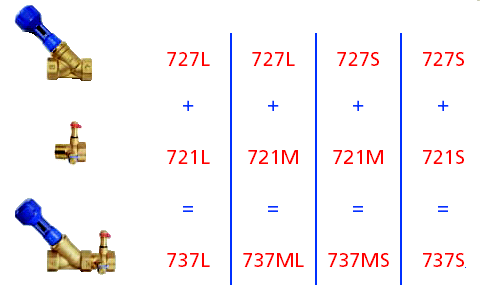 727L 727L 727S 727S
+ + + +
721L 721M 721M 721S
= = = =
737L 737ML 737MS 737S